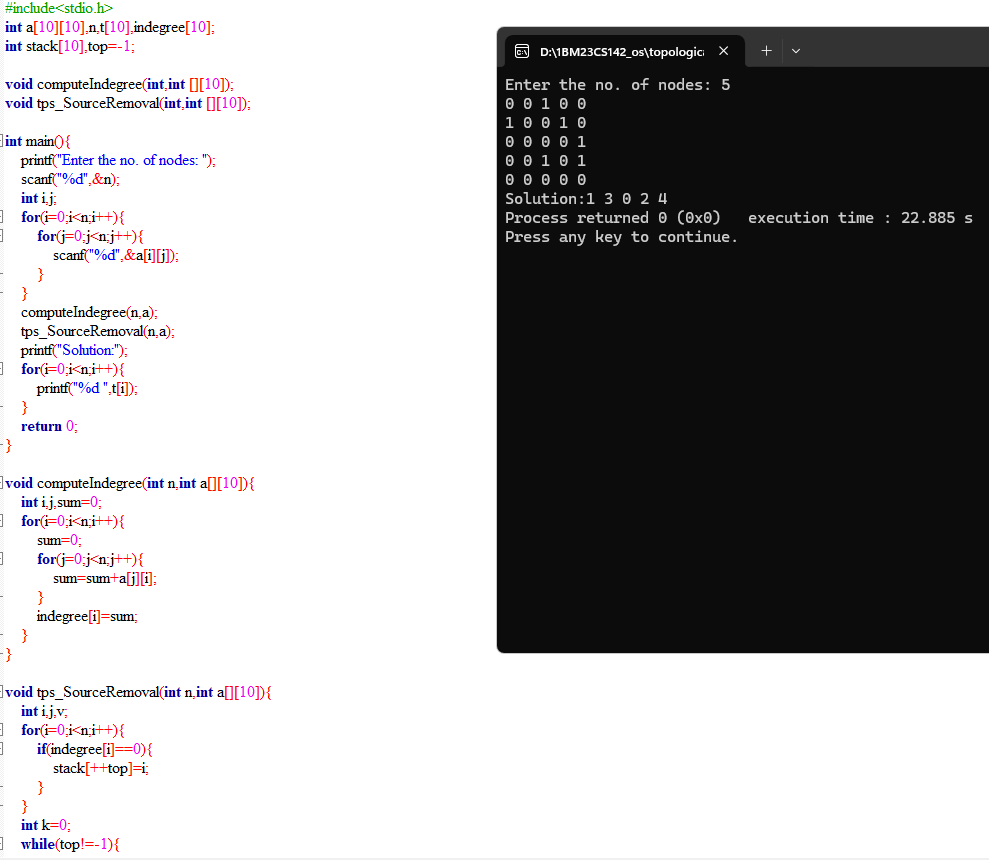 #include<stdio.h>
int a[10][10],n,t[10],indegree[10];
int stack[10],top=-1;
void computeIndegree(int,int [][10]);
void tps_SourceRemoval(int,int [][10]);
int main(){
printf("Enter the no. of nodes: ");
scanf("%d",&n);
int i,j;
for(i=0;i<n;i++){
for(j=0;j<n;j++){
scanf("%d",&a[i][j]);
}
}
computeIndegree(n,a);
tps_SourceRemoval(n,a);
printf("Solution:");
for(i=0;i<n;i++){
printf("%d ",t[i]);
}
return 0;
}
void computeIndegree(int n,int a[][10]){
int i,j,sum=0;
for(i=0;i<n;i++){
sum=0;
for(j=0;j<n;j++){
sum=sum+a[j][i];
}
indegree[i]=sum;
}
}
void tps_SourceRemoval(int n,int a[][10]){
int i,j,v;
for(i=0;i<n;i++){
if(indegree[i]==0){
stack[++top]=i;
}
}
int k=0;
while(top!=-1){
D:\1BM23CS142_os\topologica
Enter the no. of nodes: 5
0 0 1 0 0
1 0 0 1 0
0 0 0 0 1
0 0 1 0 1
0 0 0 0 0
Solution:1 3 0 2 4
Process returned 0 (0x0)   execution time : 22.885 s
Press any key to continue.